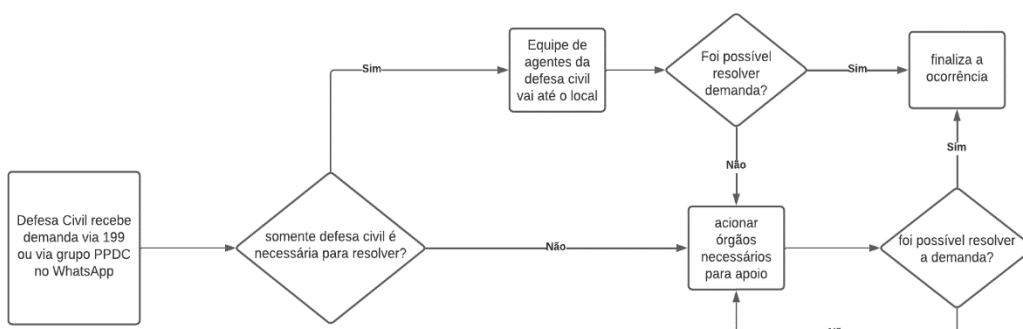 Defesa Civil recebe
demanda via 199
ou via grupo PPDC
no WhatsApp
somente defesa civil é
necessária para resolver?
Sim
Equipe de
agentes da
defesa civil
vai até o local
Foi possível
resolver
demanda?
Sim
finaliza a
ocorrência
Não
Não
acionar
órgãos
necessários
para apoio
foi possível resolver
a demanda?
Sim